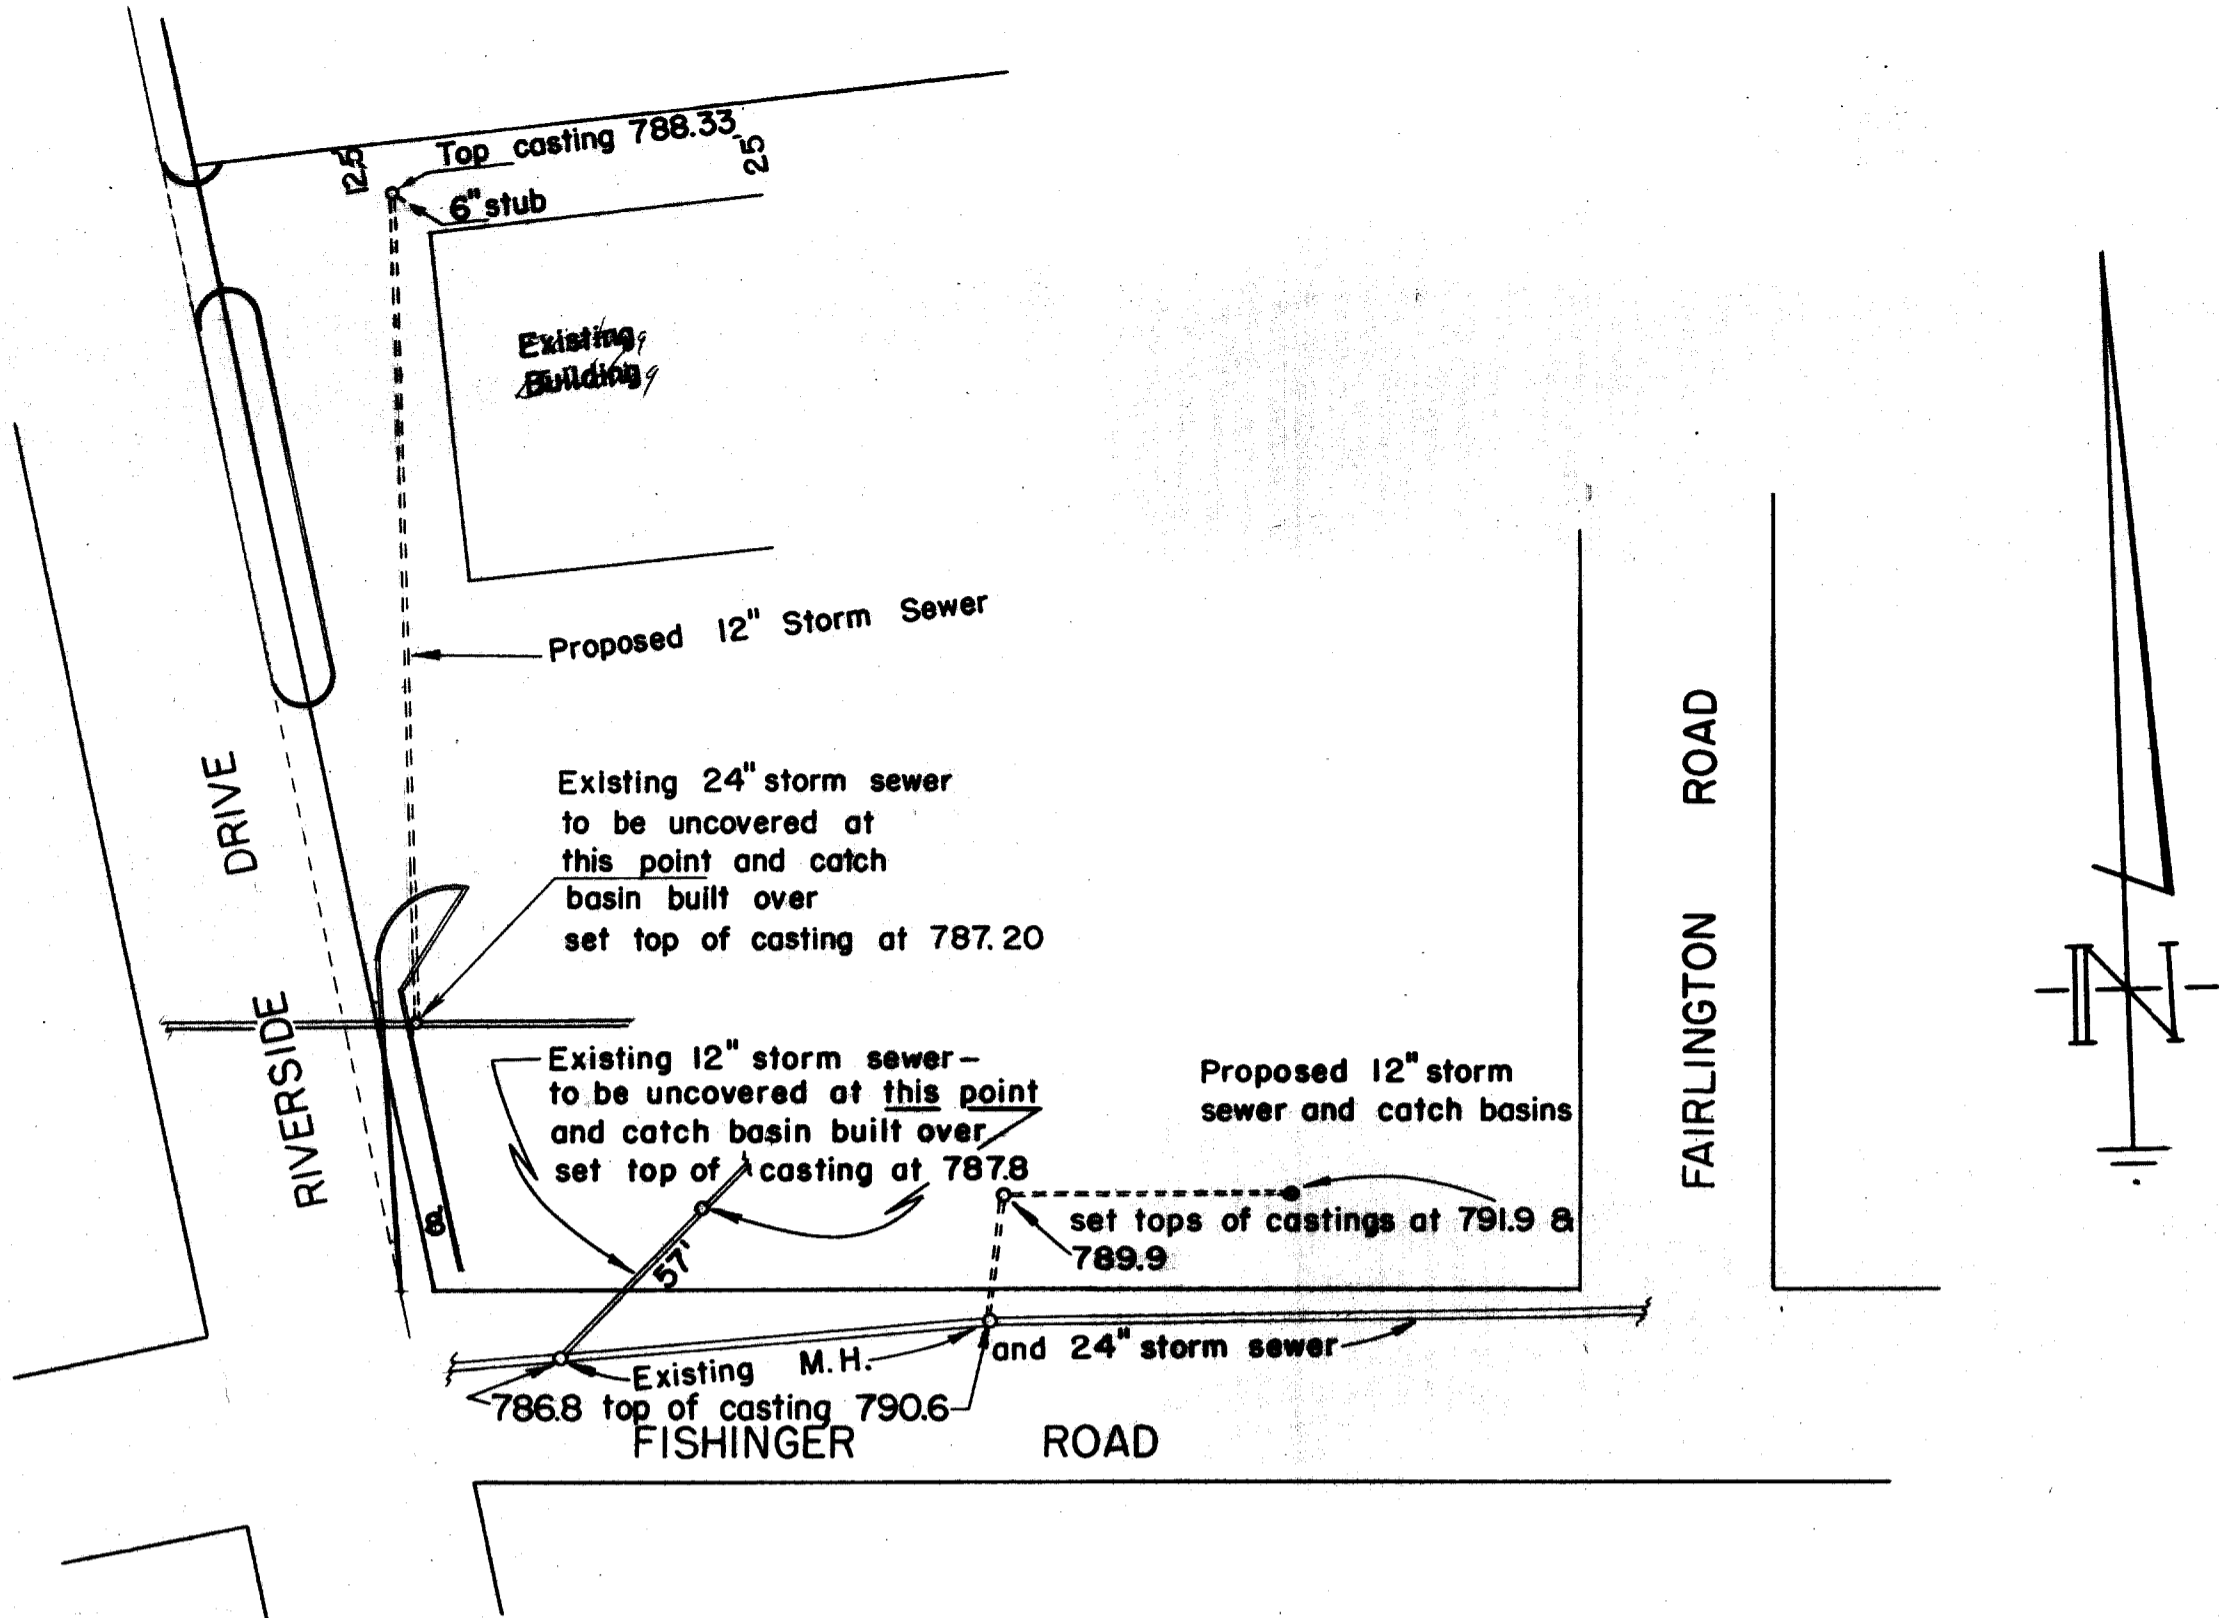 Top casting 788.33
12.5
25
6" stub
Existing
Building
Proposed 12" Storm Sewer
Existing 24" storm sewer
to be uncovered at
this point and catch
basin built over
set top of casting at 787.20
DRIVE
RIVERSIDE
Existing 12" storm sewer–
to be uncovered at this point
and catch basin built over
set top of casting at 787.8
Proposed 12" storm
sewer and catch basins
set tops of castings at 791.9 &
789.9
57'
FAIRLINGTON ROAD
N
and 24" storm sewer
Existing M.H.
786.8 top of casting 790.6
FISHINGER ROAD